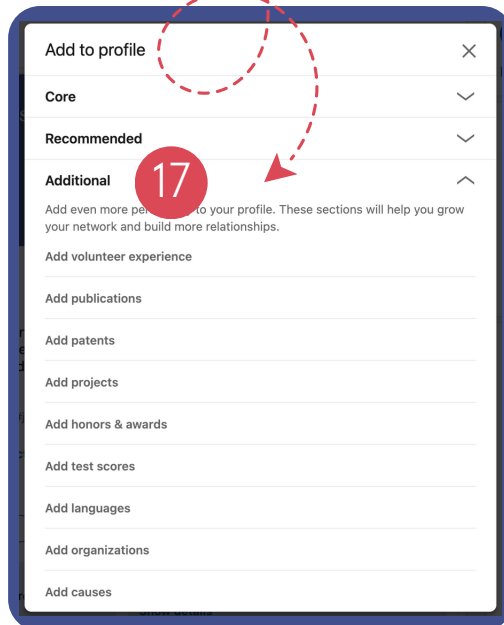 Add to profile
Core
Recommended
Additional
17
Add even more per to your profile. These sections will help you grow
your network and build more relationships.
Add volunteer experience
Add publications
Add patents
Add projects
Add honors & awards
Add test scores
Add languages
Add organizations
Add causes
Show details